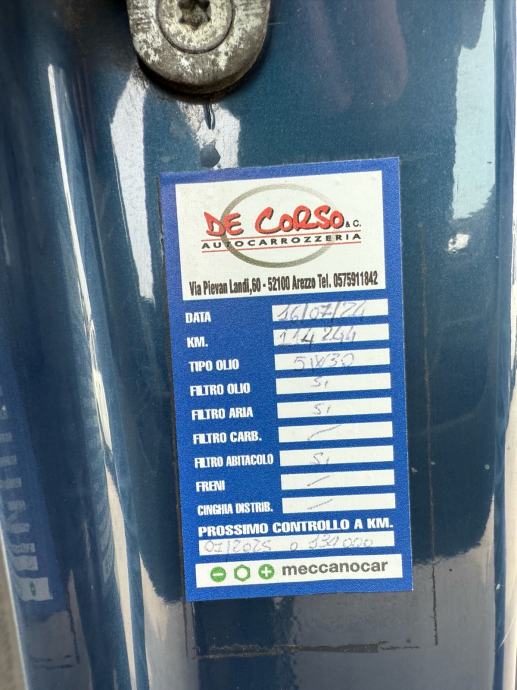 DE CORSO & C.
AUTOCARROZZERIA
Via Pievan Landi,60 - 52100 Arezzo Tel. 0575911842
DATA 16/07/24
KM. 114244
TIPO OLIO 5W30
FILTRO OLIO Si
FILTRO ARIA Si
FILTRO CARB. /
FILTRO ABITACOLO Si
FRENI /
CINGHIA DISTRIB. /
PROSSIMO CONTROLLO A KM.
07/2025 o 130000
meccanocar